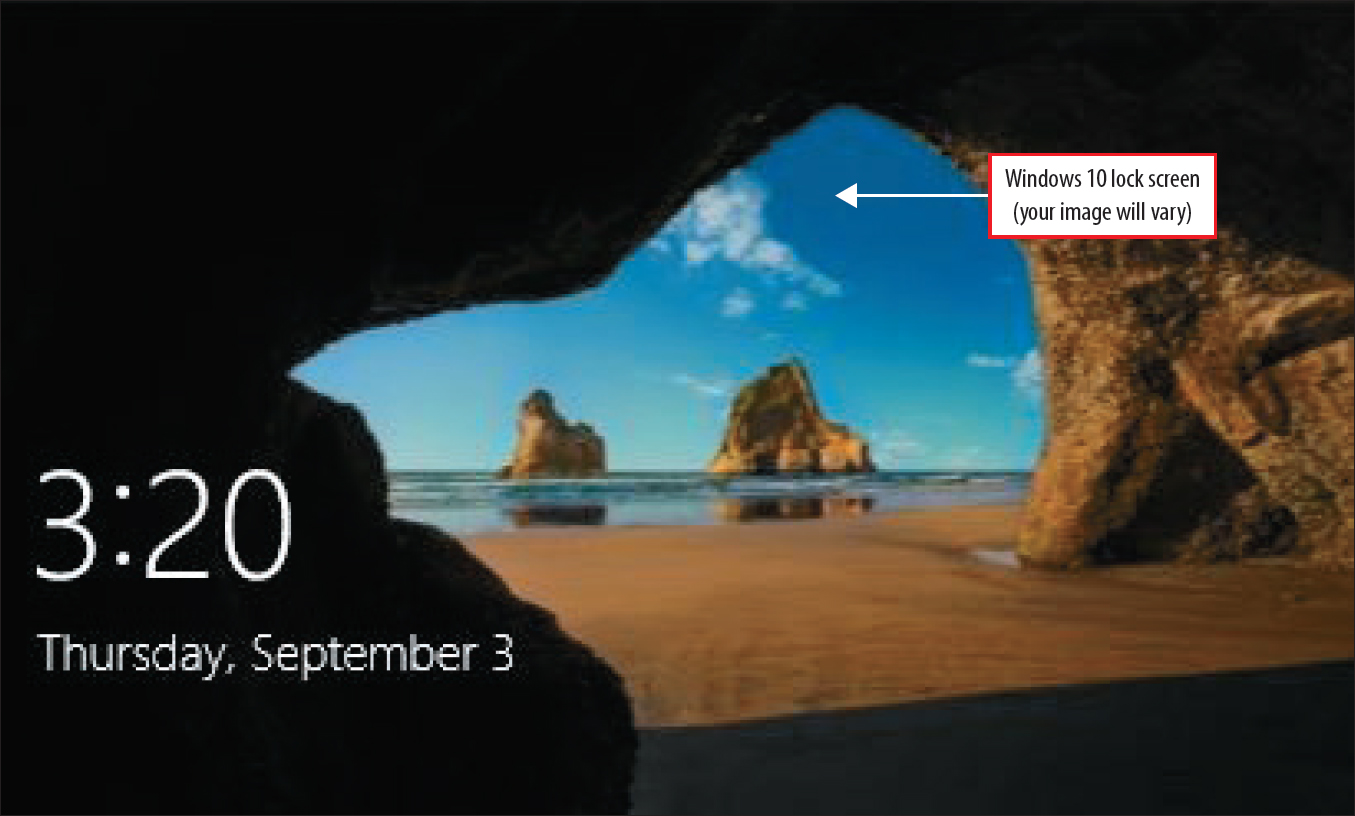 Windows 10 lock screen
(your image will vary)
3:20
Thursday, September 3